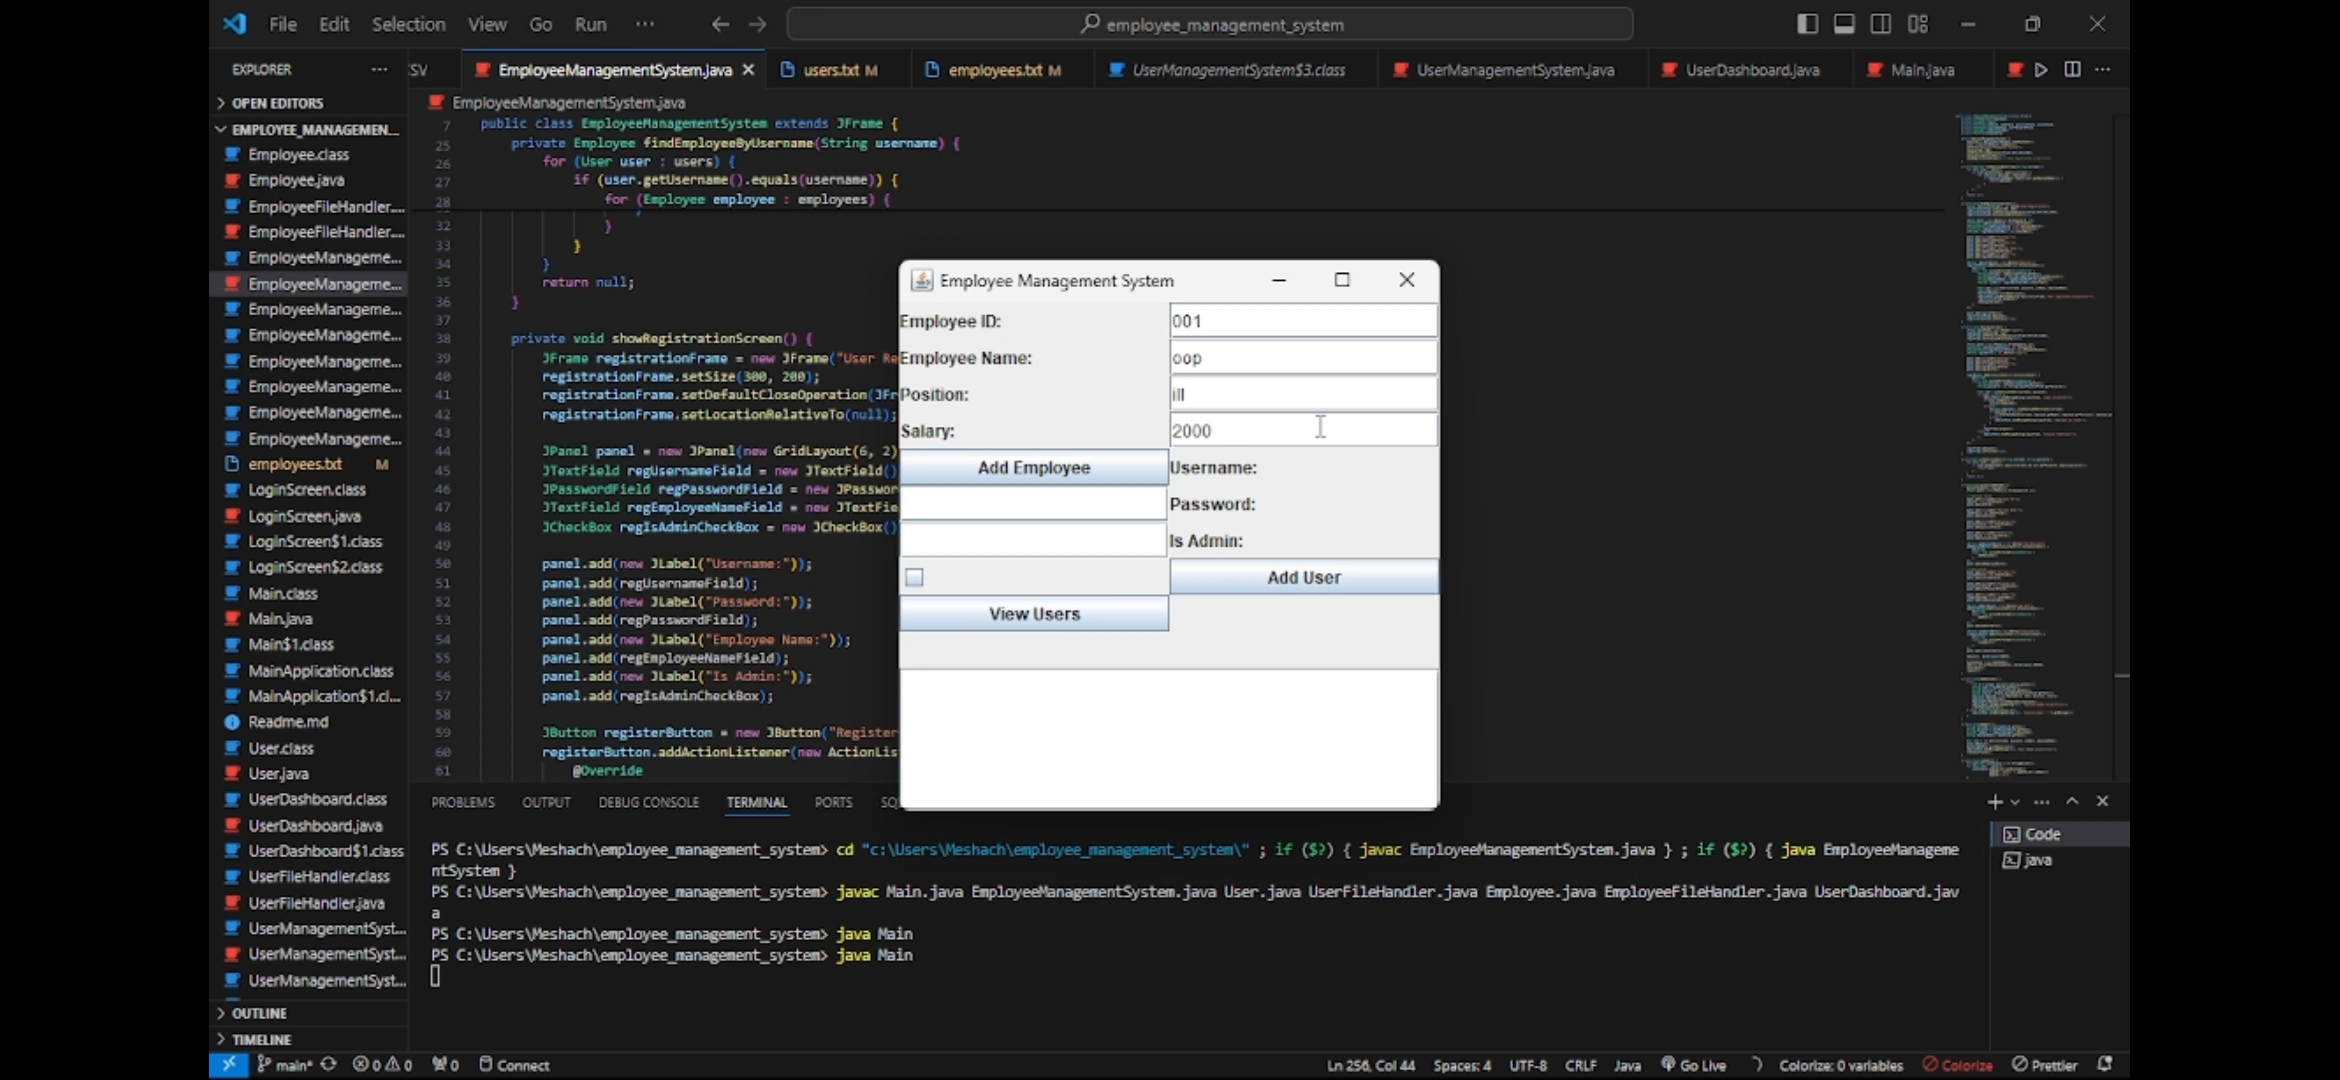 File Edit Selection View Go Run ··· employee_management_system
EXPLORER ···
SV EmployeeManagementSystem.java users.txt M employees.txt M UserManagementSystem$3.class UserManagementSystem.java UserDashboard.java Main.java ···
OPEN EDITORS
EMPLOYEE_MANAGEMEN...
Employee.class
Employee.java
EmployeeFileHandler....
EmployeeFileHandler....
EmployeeManageme...
EmployeeManageme...
EmployeeManageme...
EmployeeManageme...
EmployeeManageme...
EmployeeManageme...
EmployeeManageme...
EmployeeManageme...
employees.txt M
LoginScreen.class
LoginScreen.java
LoginScreen$1.class
LoginScreen$2.class
Main.class
Main.java
Main$1.class
MainApplication.class
MainApplication$1.cl...
Readme.md
User.class
User.java
UserDashboard.class
UserDashboard.java
UserDashboard$1.class
UserFileHandler.class
UserFileHandler.java
UserManagementSyst...
UserManagementSyst...
UserManagementSyst...
OUTLINE
TIMELINE
EmployeeManagementSystem.java
7 public class EmployeeManagementSystem extends JFrame {
25 private Employee findEmployeeByUsername(String username) {
26 for (User user : users) {
27 if (user.getUsername().equals(username)) {
28 for (Employee employee : employees) {
32 }
33 }
34 }
35 return null;
36 }
37
38 private void showRegistrationScreen() {
39 JFrame registrationFrame = new JFrame("User Re
40 registrationFrame.setSize(300, 200);
41 registrationFrame.setDefaultCloseOperation(JFr
42 registrationFrame.setLocationRelativeTo(null);
43
44 JPanel panel = new JPanel(new GridLayout(6, 2)
45 JTextField regUsernameField = new JTextField()
46 JPasswordField regPasswordField = new JPasswor
47 JTextField regEmployeeNameField = new JTextFie
48 JCheckBox regIsAdminCheckBox = new JCheckBox()
49
50 panel.add(new JLabel("Username:"));
51 panel.add(regUsernameField);
52 panel.add(new JLabel("Password:"));
53 panel.add(regPasswordField);
54 panel.add(new JLabel("Employee Name:"));
55 panel.add(regEmployeeNameField);
56 panel.add(new JLabel("Is Admin:"));
57 panel.add(regIsAdminCheckBox);
58
59 JButton registerButton = new JButton("Register
60 registerButton.addActionListener(new ActionLis
61 @Override
Employee Management System
Employee ID: 001
Employee Name: oop
Position: ill
Salary: 2000
Add Employee Username:
Password:
Is Admin:
Add User
View Users
PROBLEMS OUTPUT DEBUG CONSOLE TERMINAL PORTS SQ
PS C:\Users\Meshach\employee_management_system> cd "c:\Users\Meshach\employee_management_system\" ; if ($?) { javac EmployeeManagementSystem.java } ; if ($?) { java EmployeeManageme
ntSystem }
PS C:\Users\Meshach\employee_management_system> javac Main.java EmployeeManagementSystem.java User.java UserFileHandler.java Employee.java EmployeeFileHandler.java UserDashboard.jav
a
PS C:\Users\Meshach\employee_management_system> java Main
PS C:\Users\Meshach\employee_management_system> java Main
Code
java
main* 0 0 0 Connect Ln 256, Col 44 Spaces: 4 UTF-8 CRLF Java Go Live Colorize: 0 variables Colorize Prettier